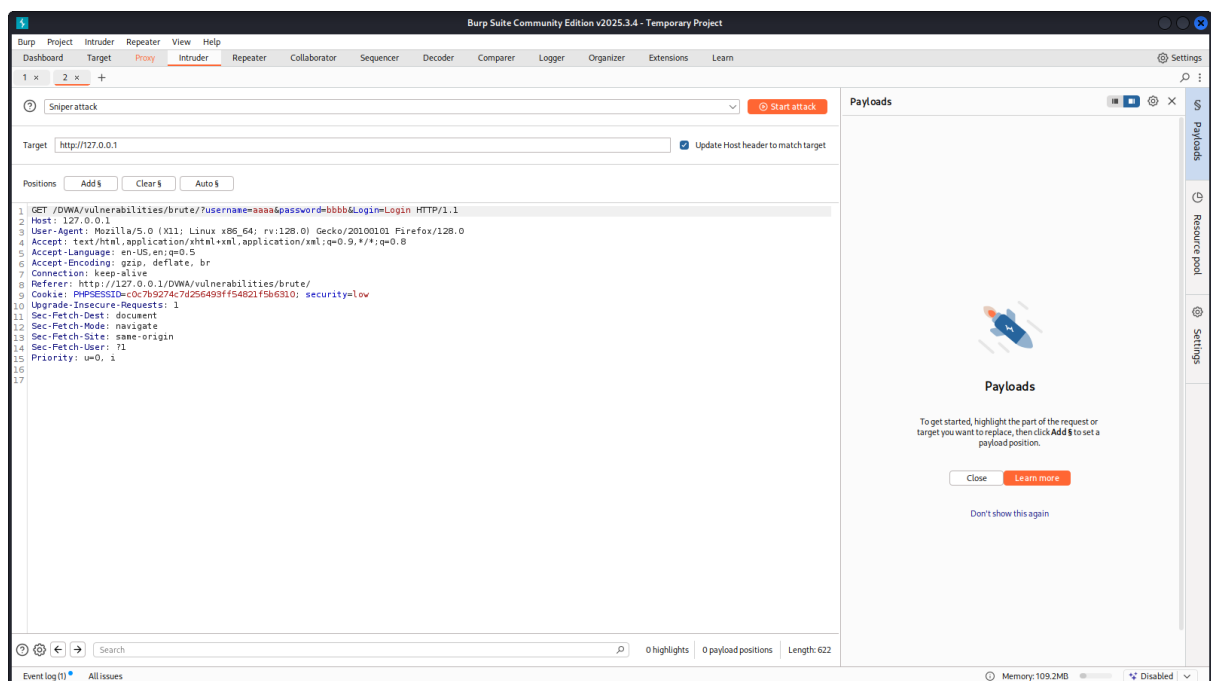 Burp Suite Community Edition v2025.3.4 - Temporary Project
Burp Project Intruder Repeater View Help
Dashboard Target Proxy Intruder Repeater Collaborator Sequencer Decoder Comparer Logger Organizer Extensions Learn Settings
1 × 2 × +
Sniper attack Start attack
Target http://127.0.0.1 Update Host header to match target
Positions Add § Clear § Auto §
1 GET /DVWA/vulnerabilities/brute/?username=aaaa&password=bbbb&Login=Login HTTP/1.1
2 Host: 127.0.0.1
3 User-Agent: Mozilla/5.0 (X11; Linux x86_64; rv:128.0) Gecko/20100101 Firefox/128.0
4 Accept: text/html,application/xhtml+xml,application/xml;q=0.9,*/*;q=0.8
5 Accept-Language: en-US,en;q=0.5
6 Accept-Encoding: gzip, deflate, br
7 Connection: keep-alive
8 Referer: http://127.0.0.1/DVWA/vulnerabilities/brute/
9 Cookie: PHPSESSID=c0c7b9274c7d256493ff54821f5b6310; security=low
10 Upgrade-Insecure-Requests: 1
11 Sec-Fetch-Dest: document
12 Sec-Fetch-Mode: navigate
13 Sec-Fetch-Site: same-origin
14 Sec-Fetch-User: ?1
15 Priority: u=0, i
16
17
Search 0 highlights 0 payload positions Length: 622
Payloads
Payloads
To get started, highlight the part of the request or
target you want to replace, then click Add § to set a
payload position.
Close Learn more
Don't show this again
§ Payloads
Resource pool
Settings
Event log (1) All issues Memory: 109.2MB Disabled